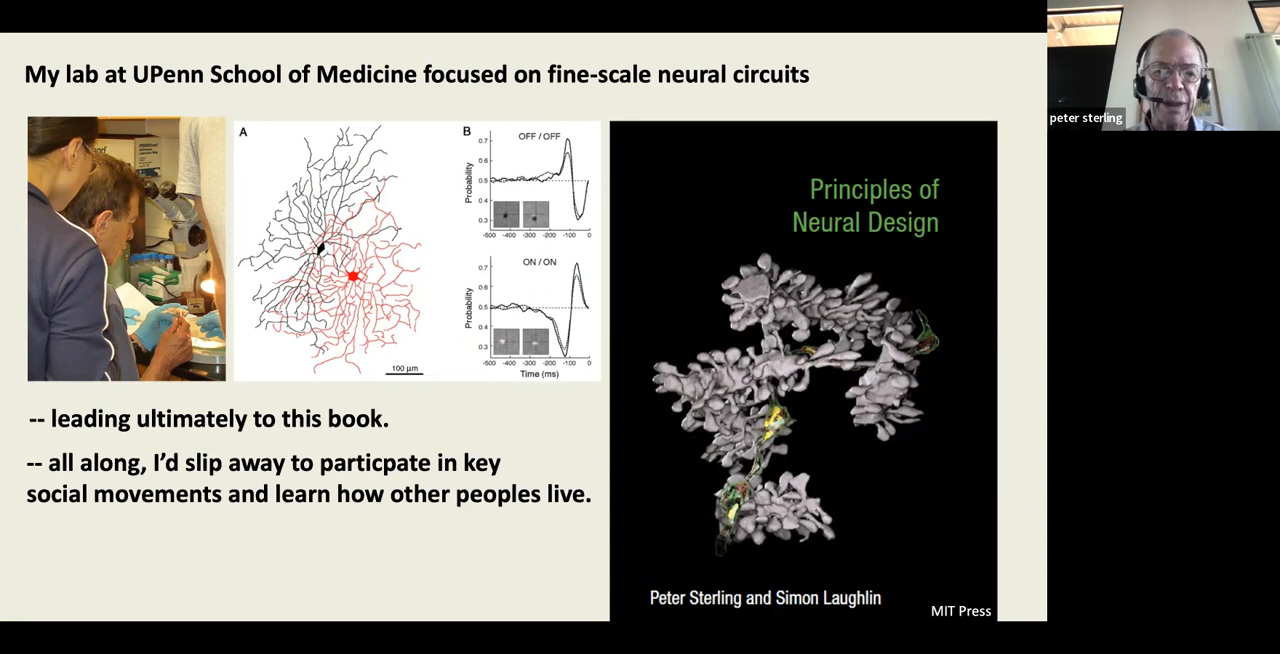 My lab at UPenn School of Medicine focused on fine-scale neural circuits
peter sterling
A
100 µm
B
OFF / OFF
Probability
0.7
0.6
0.5
0.4
0.3
-500 -400 -300 -200 -100 0
ON / ON
Probability
0.7
0.6
0.5
0.4
0.3
-500 -400 -300 -200 -100 0
Time (ms)
Principles of
Neural Design
Peter Sterling and Simon Laughlin
MIT Press
-- leading ultimately to this book.
-- all along, I'd slip away to particpate in key
social movements and learn how other peoples live.